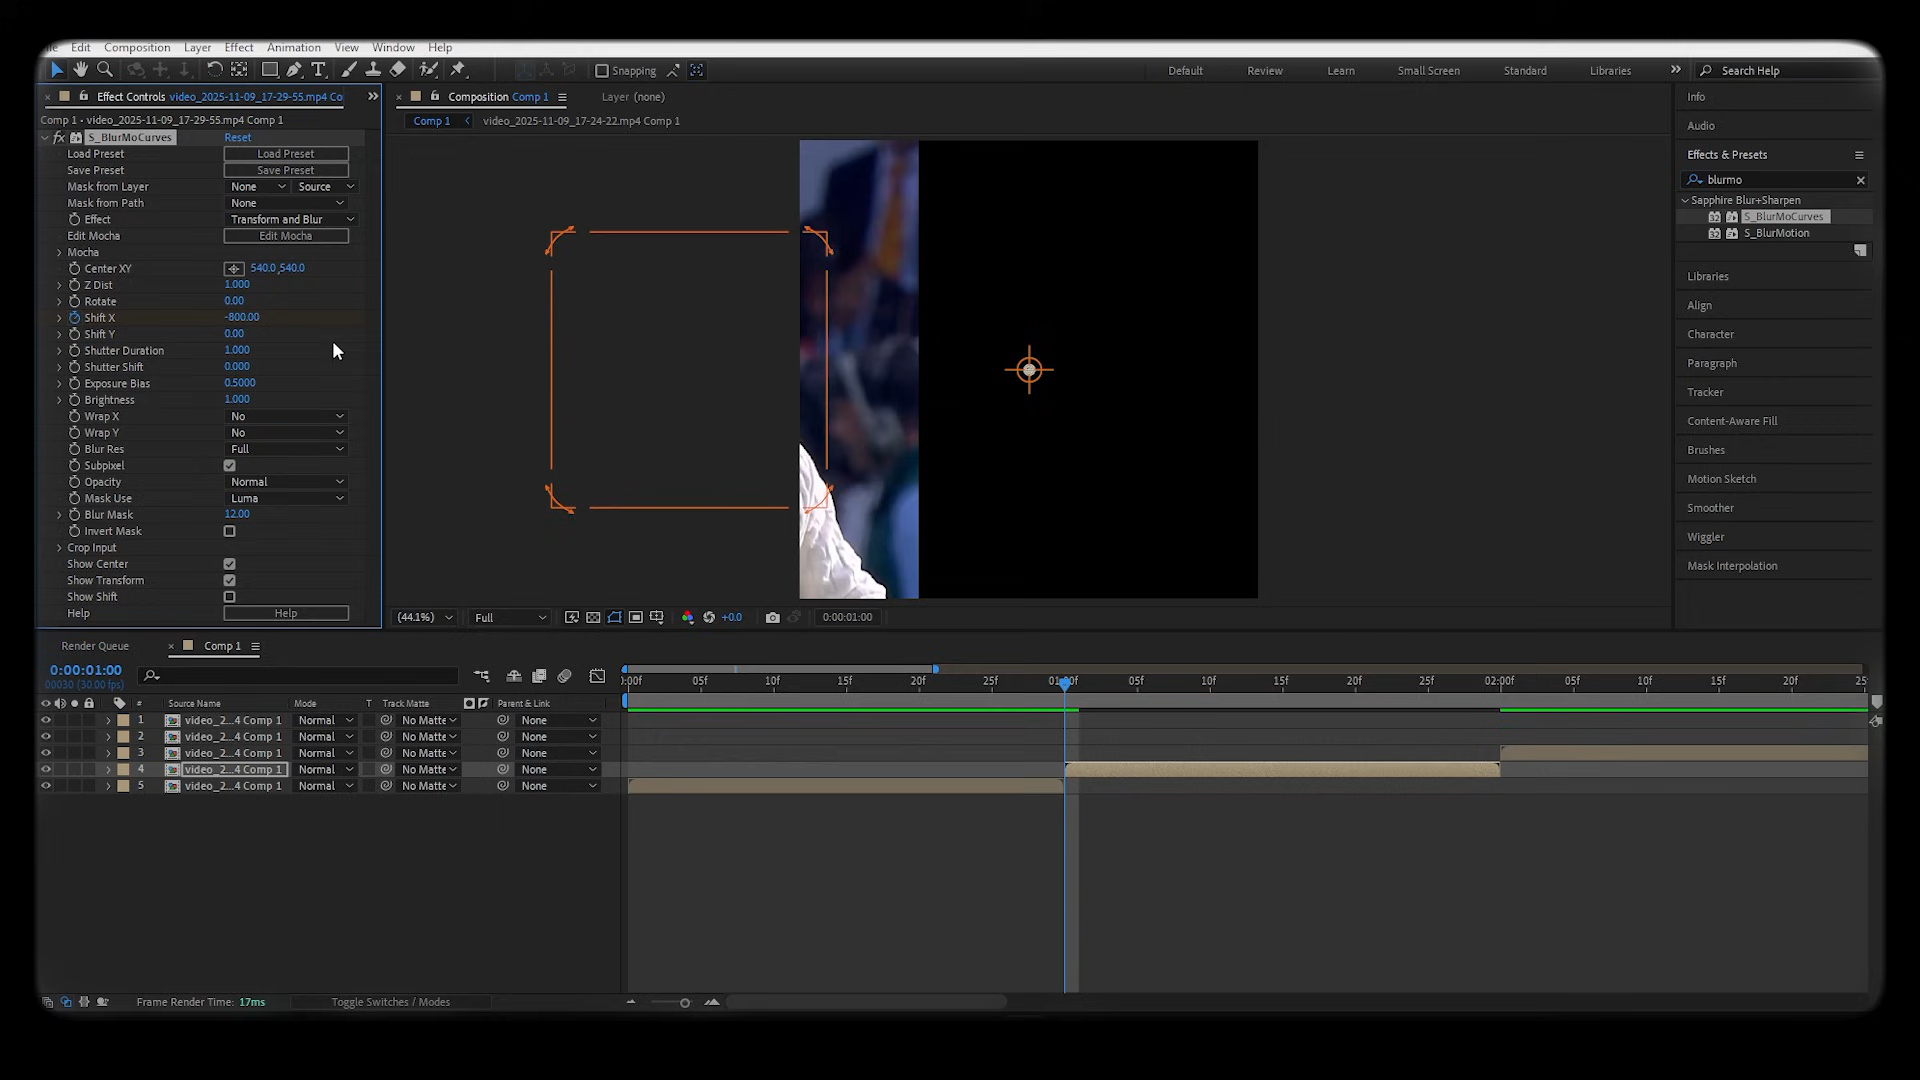 Edit Composition Layer Effect Animation View Window Help
Snapping
Default Review Learn Small Screen Standard Libraries Search Help
Effect Controls video_2025-11-09_17-29-55.mp4 Co
Comp 1 • video_2025-11-09_17-29-55.mp4 Comp 1
fx S_BlurMoCurves Reset
Load Preset Load Preset
Save Preset Save Preset
Mask from Layer None Source
Mask from Path None
Effect Transform and Blur
Edit Mocha Edit Mocha
Mocha
Center XY 540.0,540.0
Z Dist 1.000
Rotate 0.00
Shift X -800.00
Shift Y 0.00
Shutter Duration 1.000
Shutter Shift 0.000
Exposure Bias 0.5000
Brightness 1.000
Wrap X No
Wrap Y No
Blur Res Full
Subpixel
Opacity Normal
Mask Use Luma
Blur Mask 12.00
Invert Mask
Crop Input
Show Center
Show Transform
Show Shift
Help Help
Composition Comp 1 Layer (none)
Comp 1 video_2025-11-09_17-24-22.mp4 Comp 1
(44.1%) Full +0.0 0:00:01:00
Info
Audio
Effects & Presets
blurmo
Sapphire Blur+Sharpen
32 S_BlurMoCurves
32 S_BlurMotion
Libraries
Align
Character
Paragraph
Tracker
Content-Aware Fill
Brushes
Motion Sketch
Smoother
Wiggler
Mask Interpolation
Render Queue Comp 1
0:00:01:00
00030 (30.00 fps)
:00f 05f 10f 15f 20f 25f 01:00f 05f 10f 15f 20f 25f 02:00f 05f 10f 15f 20f 25f
# Source Name Mode T Track Matte Parent & Link
1 video_2...4 Comp 1 Normal No Matte None
2 video_2...4 Comp 1 Normal No Matte None
3 video_2...4 Comp 1 Normal No Matte None
4 video_2...4 Comp 1 Normal No Matte None
5 video_2...4 Comp 1 Normal No Matte None
Frame Render Time: 17ms Toggle Switches / Modes